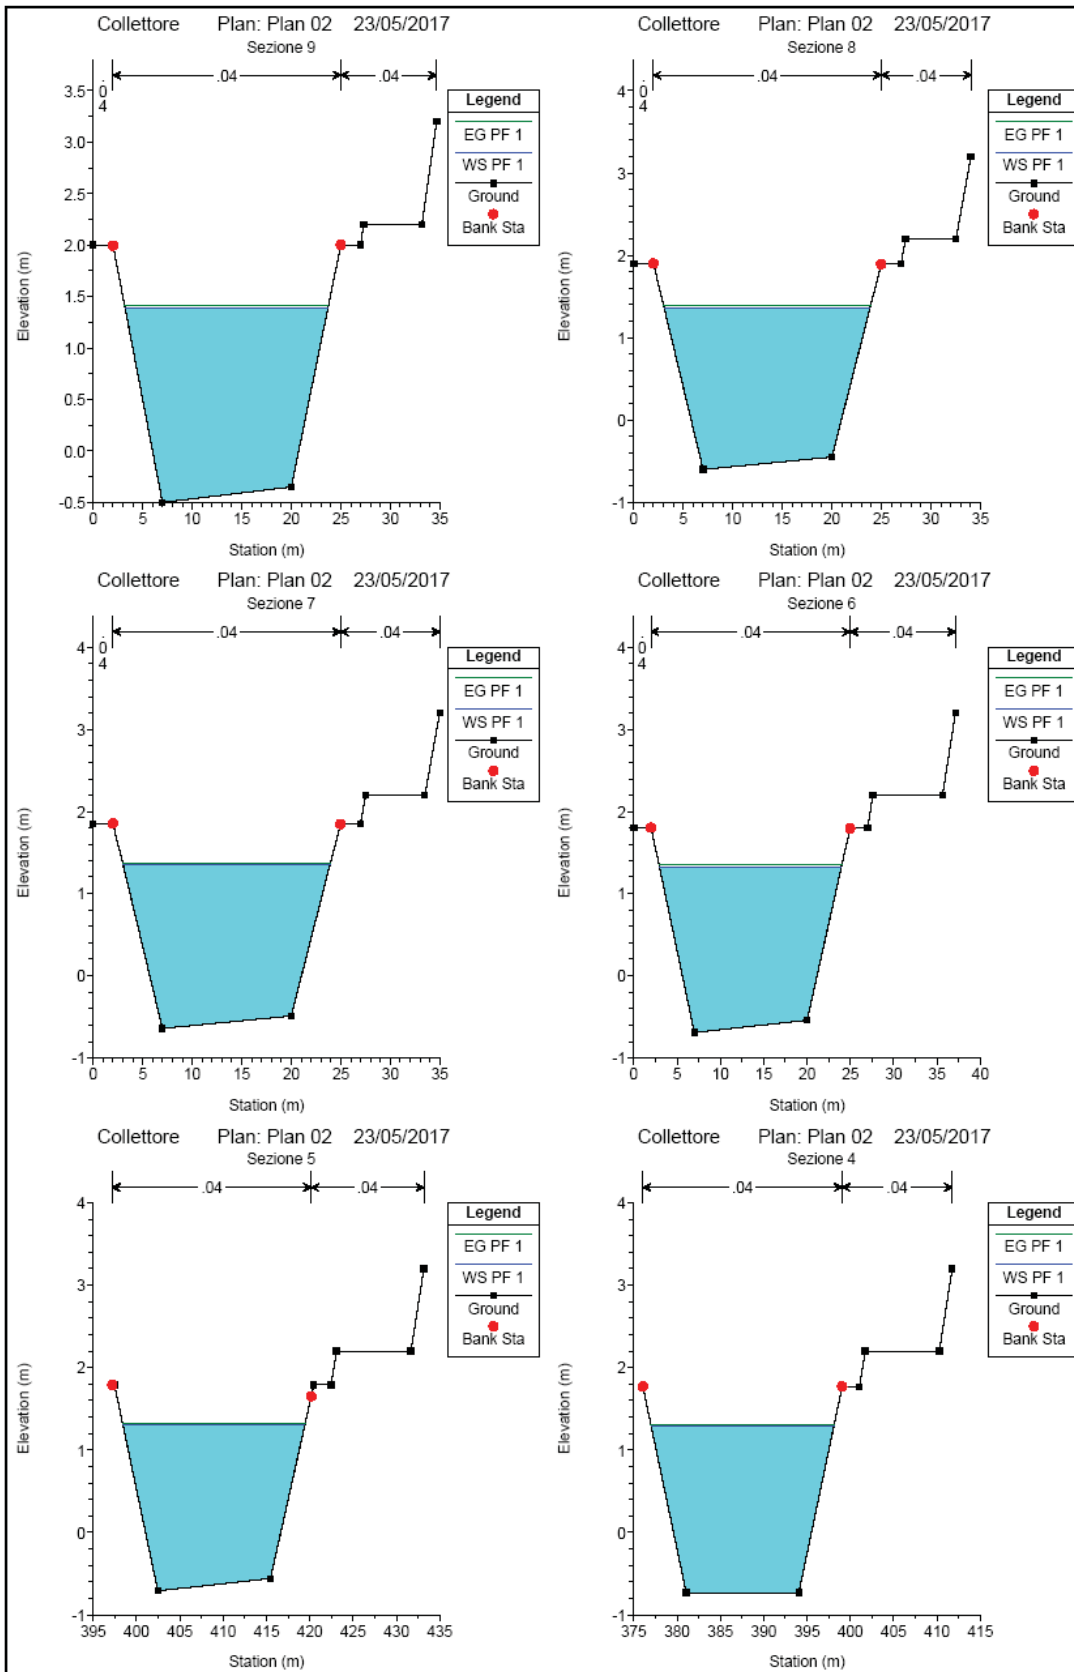 Collettore Plan: Plan 02 23/05/2017
Sezione 9
.04 .04 .04
Legend
EG PF 1
WS PF 1
Ground
Bank Sta
3.5
3.0
2.5
2.0
1.5
1.0
0.5
0.0
-0.5
Elevation (m)
0 5 10 15 20 25 30 35
Station (m)
Collettore Plan: Plan 02 23/05/2017
Sezione 8
.04 .04 .04
Legend
EG PF 1
WS PF 1
Ground
Bank Sta
4
3
2
1
0
-1
Elevation (m)
0 5 10 15 20 25 30 35
Station (m)
Collettore Plan: Plan 02 23/05/2017
Sezione 7
.04 .04 .04
Legend
EG PF 1
WS PF 1
Ground
Bank Sta
4
3
2
1
0
-1
Elevation (m)
0 5 10 15 20 25 30 35
Station (m)
Collettore Plan: Plan 02 23/05/2017
Sezione 6
.04 .04 .04
Legend
EG PF 1
WS PF 1
Ground
Bank Sta
4
3
2
1
0
-1
Elevation (m)
0 5 10 15 20 25 30 35 40
Station (m)
Collettore Plan: Plan 02 23/05/2017
Sezione 5
.04 .04
Legend
EG PF 1
WS PF 1
Ground
Bank Sta
4
3
2
1
0
-1
Elevation (m)
395 400 405 410 415 420 425 430 435
Station (m)
Collettore Plan: Plan 02 23/05/2017
Sezione 4
.04 .04
Legend
EG PF 1
WS PF 1
Ground
Bank Sta
4
3
2
1
0
-1
Elevation (m)
375 380 385 390 395 400 405 410 415
Station (m)